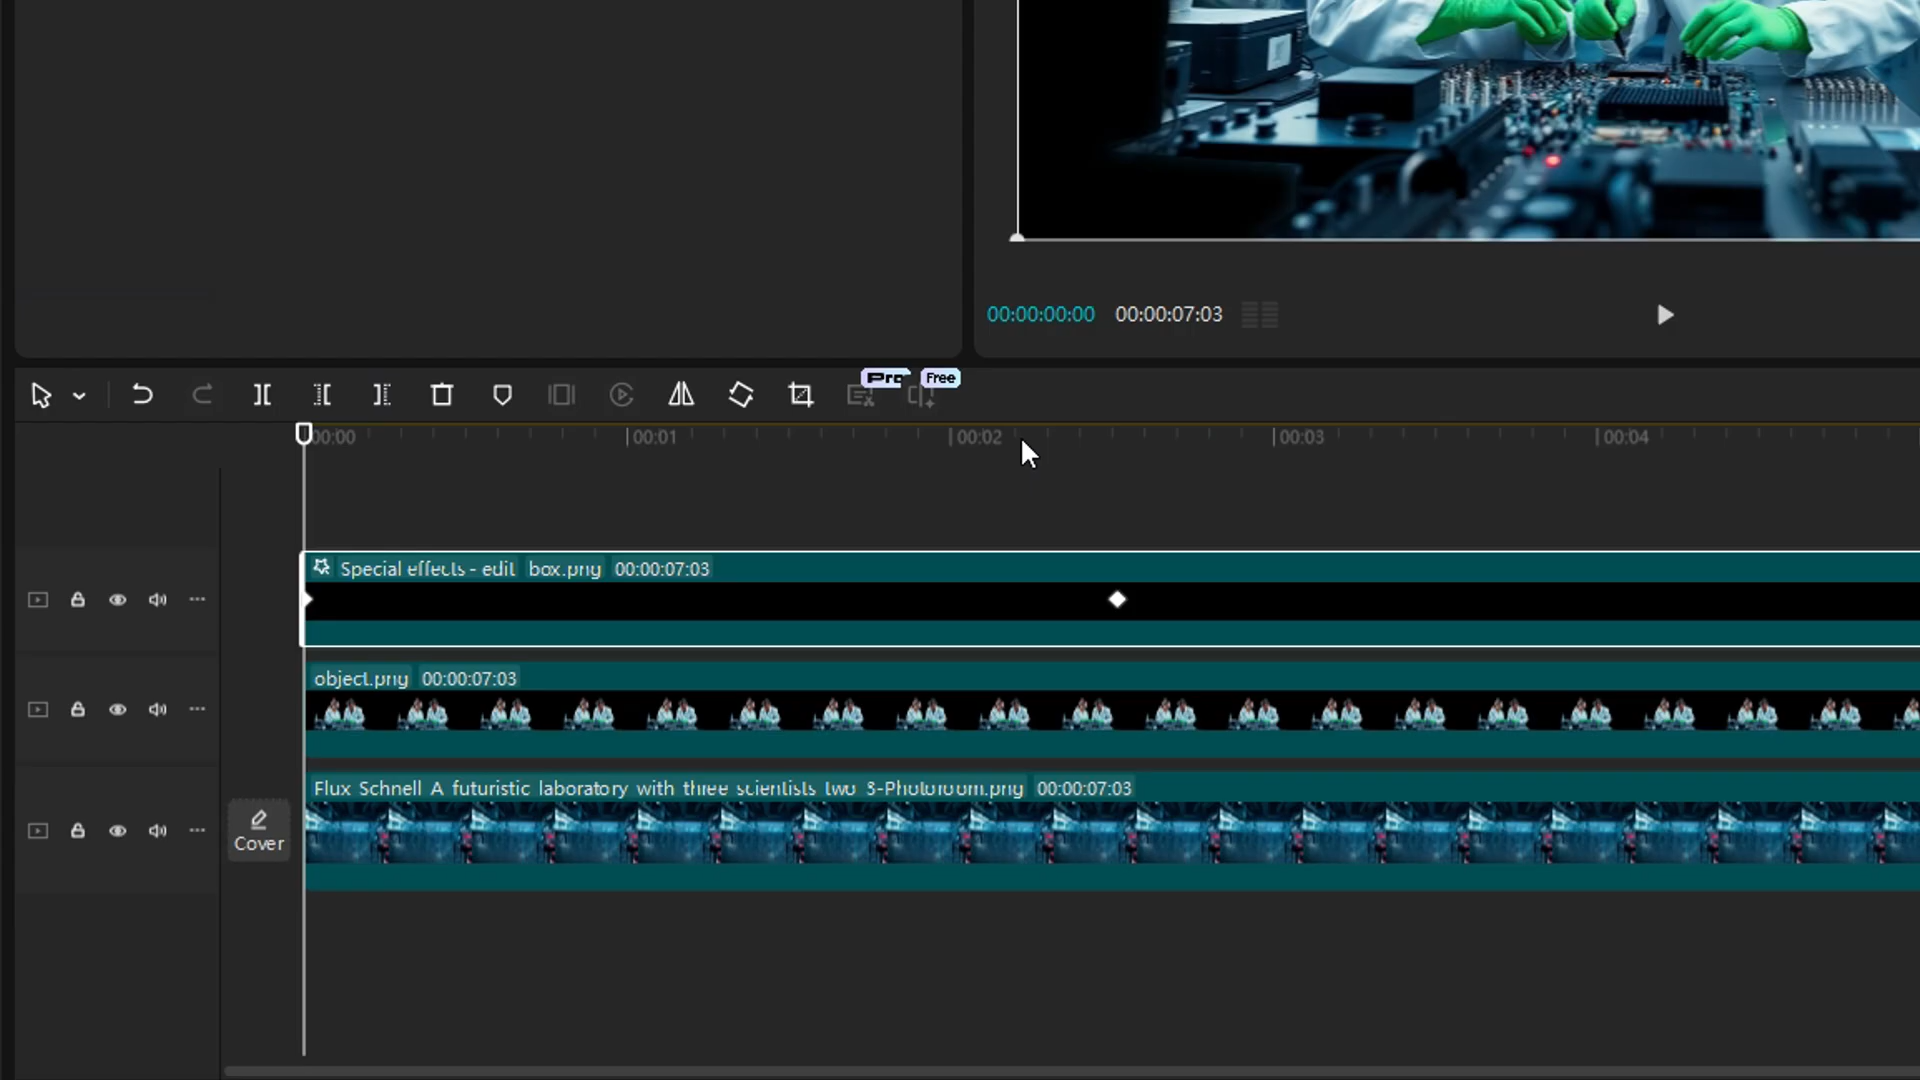 00:00:00:00 00:00:07:03
Pro Free
00:00 00:01 00:02 00:03 00:04
Special effects - edit box.png 00:00:07:03
object.png 00:00:07:03
Flux Schnell A futuristic laboratory with three scientists two 3-Photoroom.png 00:00:07:03
Cover